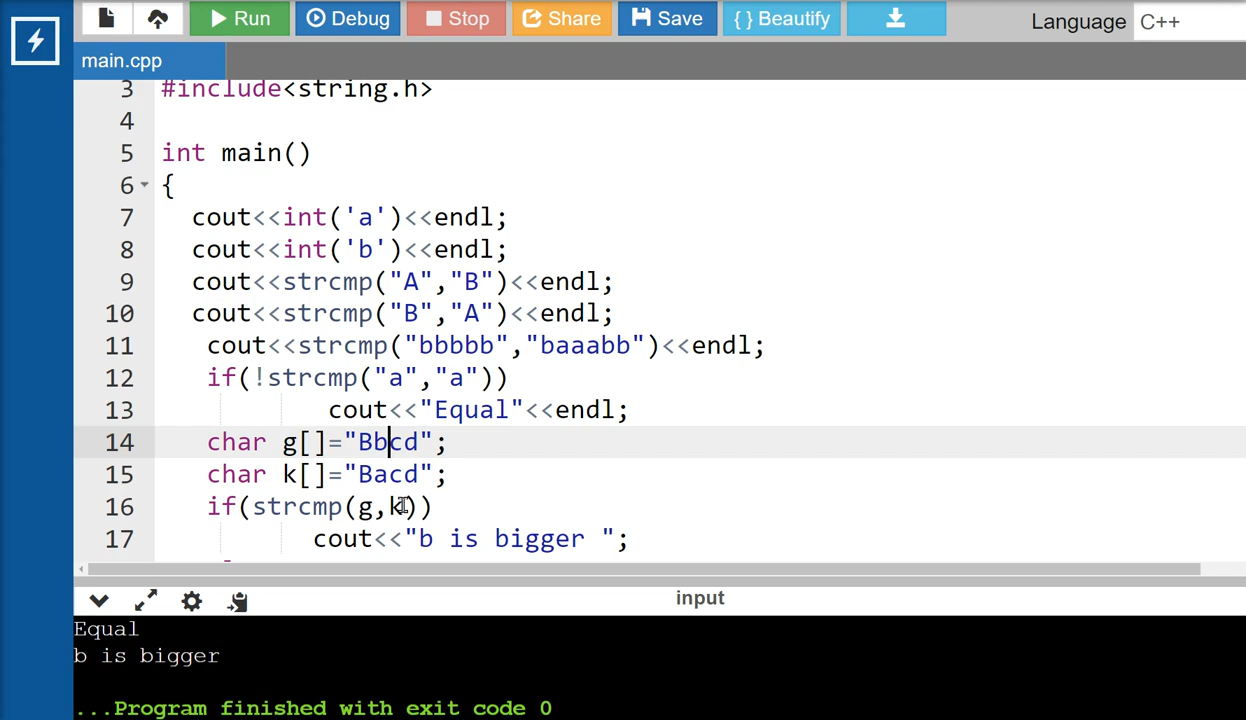 Run Debug Stop Share Save { } Beautify Language C++
main.cpp
3 #include<string.h>
4
5 int main()
6 {
7 cout<<int('a')<<endl;
8 cout<<int('b')<<endl;
9 cout<<strcmp("A","B")<<endl;
10 cout<<strcmp("B","A")<<endl;
11 cout<<strcmp("bbbbb","baaabb")<<endl;
12 if(!strcmp("a","a"))
13 cout<<"Equal"<<endl;
14 char g[]="Bbcd";
15 char k[]="Bacd";
16 if(strcmp(g,k))
17 cout<<"b is bigger ";
input
Equal
b is bigger
...Program finished with exit code 0